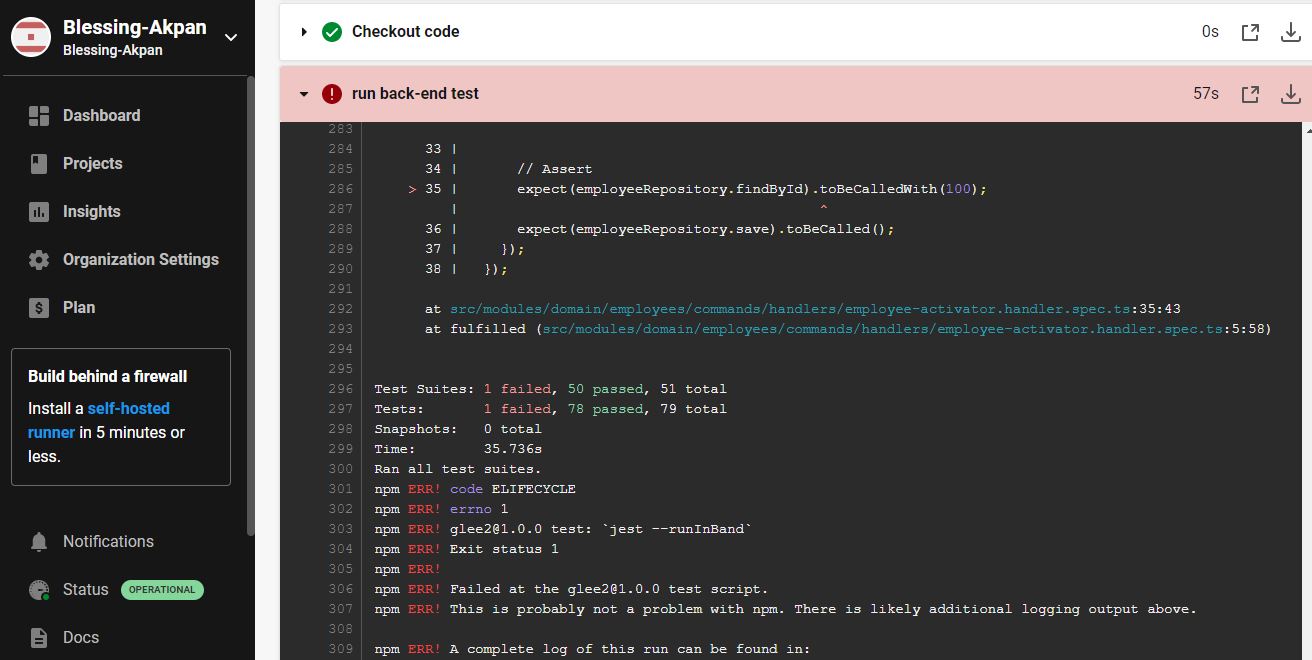 Blessing-Akpan
Blessing-Akpan
Dashboard
Projects
Insights
Organization Settings
Plan
Build behind a firewall
Install a self-hosted
runner in 5 minutes or
less.
Notifications
Status OPERATIONAL
Docs
Checkout code 0s
run back-end test 57s
283
284 33 |
285 34 | // Assert
286 > 35 | expect(employeeRepository.findById).toBeCalledWith(100);
287 | ^
288 36 | expect(employeeRepository.save).toBeCalled();
289 37 | });
290 38 | });
291
292 at src/modules/domain/employees/commands/handlers/employee-activator.handler.spec.ts:35:43
293 at fulfilled (src/modules/domain/employees/commands/handlers/employee-activator.handler.spec.ts:5:58)
294
295
296 Test Suites: 1 failed, 50 passed, 51 total
297 Tests: 1 failed, 78 passed, 79 total
298 Snapshots: 0 total
299 Time: 35.736s
300 Ran all test suites.
301 npm ERR! code ELIFECYCLE
302 npm ERR! errno 1
303 npm ERR! glee2@1.0.0 test: `jest --runInBand`
304 npm ERR! Exit status 1
305 npm ERR!
306 npm ERR! Failed at the glee2@1.0.0 test script.
307 npm ERR! This is probably not a problem with npm. There is likely additional logging output above.
308
309 npm ERR! A complete log of this run can be found in: